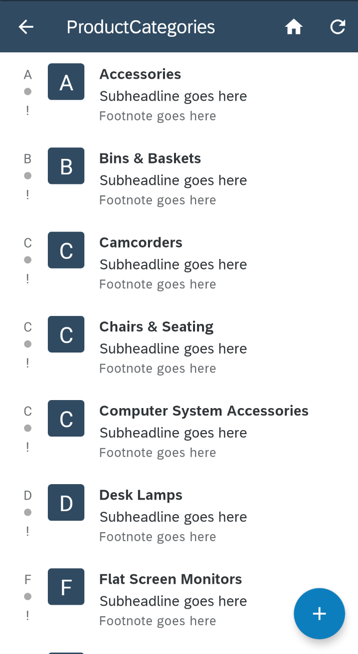 ProductCategories
A A Accessories
Subheadline goes here
! Footnote goes here
B B Bins & Baskets
Subheadline goes here
! Footnote goes here
C C Camcorders
Subheadline goes here
! Footnote goes here
C C Chairs & Seating
Subheadline goes here
! Footnote goes here
C C Computer System Accessories
Subheadline goes here
! Footnote goes here
D D Desk Lamps
Subheadline goes here
! Footnote goes here
F F Flat Screen Monitors
Subheadline goes here
! Footnote goes here